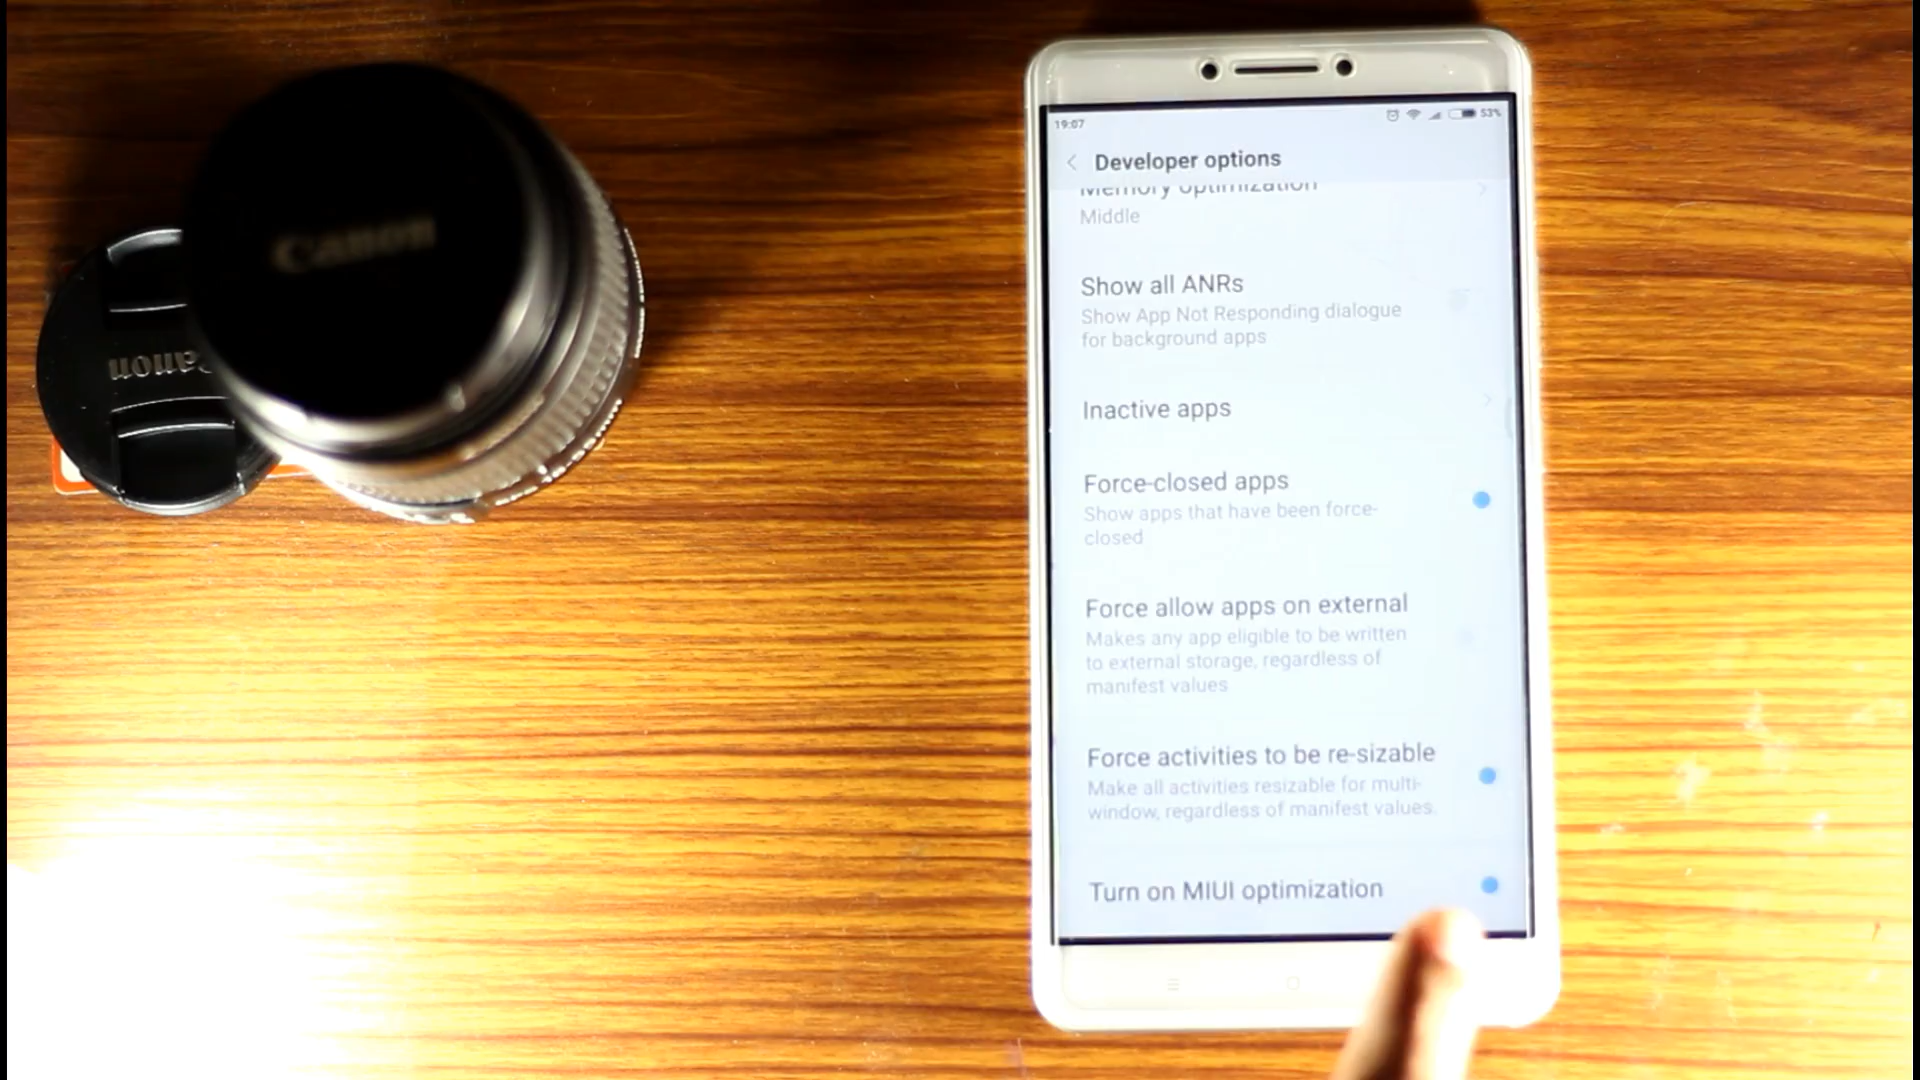 Canon
Canon
19:07
53%
Developer options
Memory optimization
Middle
Show all ANRs
Show App Not Responding dialogue
for background apps
Inactive apps
Force-closed apps
Show apps that have been force-
closed
Force allow apps on external
Makes any app eligible to be written
to external storage, regardless of
manifest values
Force activities to be re-sizable
Make all activities resizable for multi-
window, regardless of manifest values.
Turn on MIUI optimization